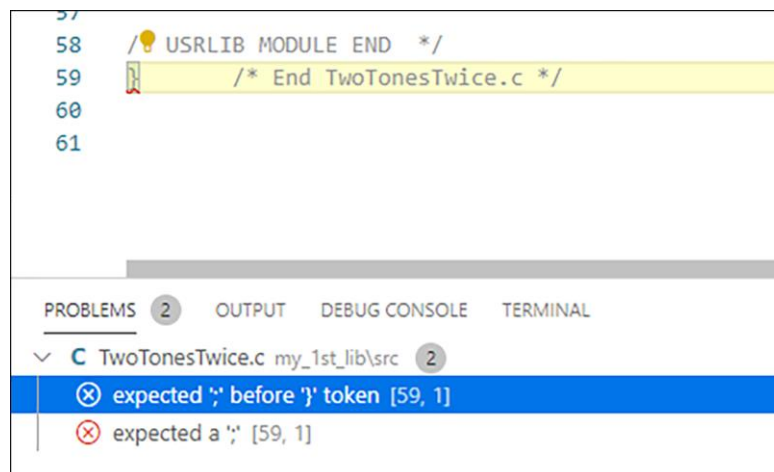 57
58 /* USRLIB MODULE END */
59 } /* End TwoTonesTwice.c */
60
61
PROBLEMS 2 OUTPUT DEBUG CONSOLE TERMINAL
C TwoTonesTwice.c my_1st_lib\src 2
expected ';' before '}' token [59, 1]
expected a ';' [59, 1]